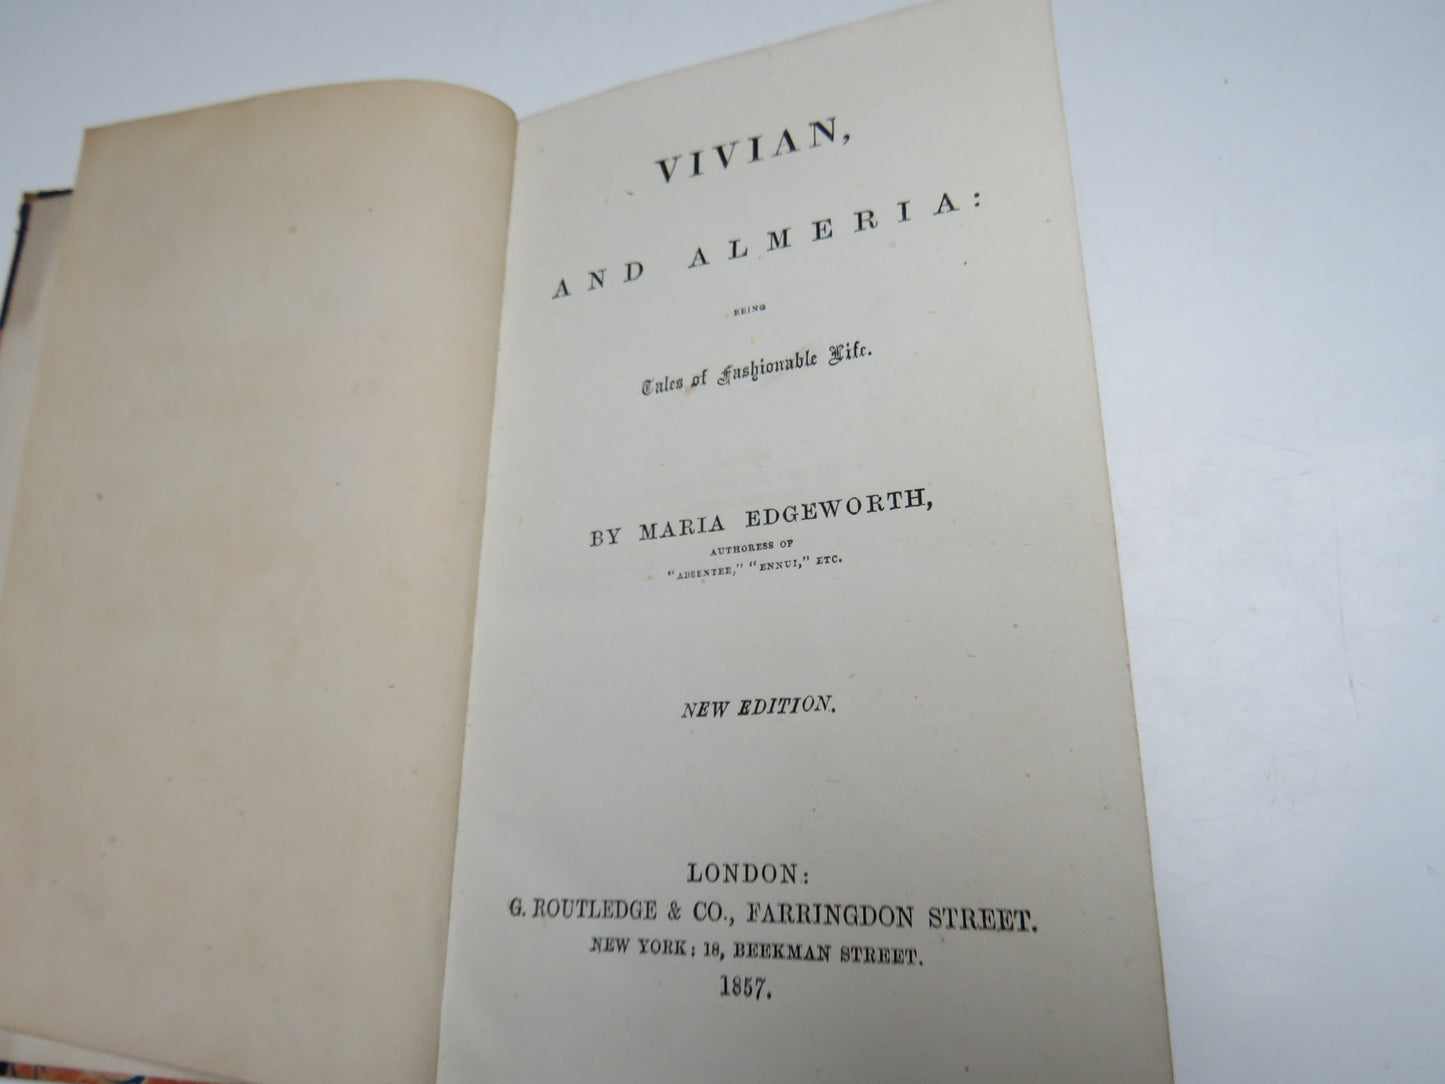 VIVIAN,
AND ALMERIA:
BEING
Tales of Fashionable Life.
BY MARIA EDGEWORTH,
AUTHORESS OF
"ABSENTEE," "ENNUI," ETC.
NEW EDITION.
LONDON:
G. ROUTLEDGE & CO., FARRINGDON STREET.
NEW YORK: 18, BEEKMAN STREET.
1857.